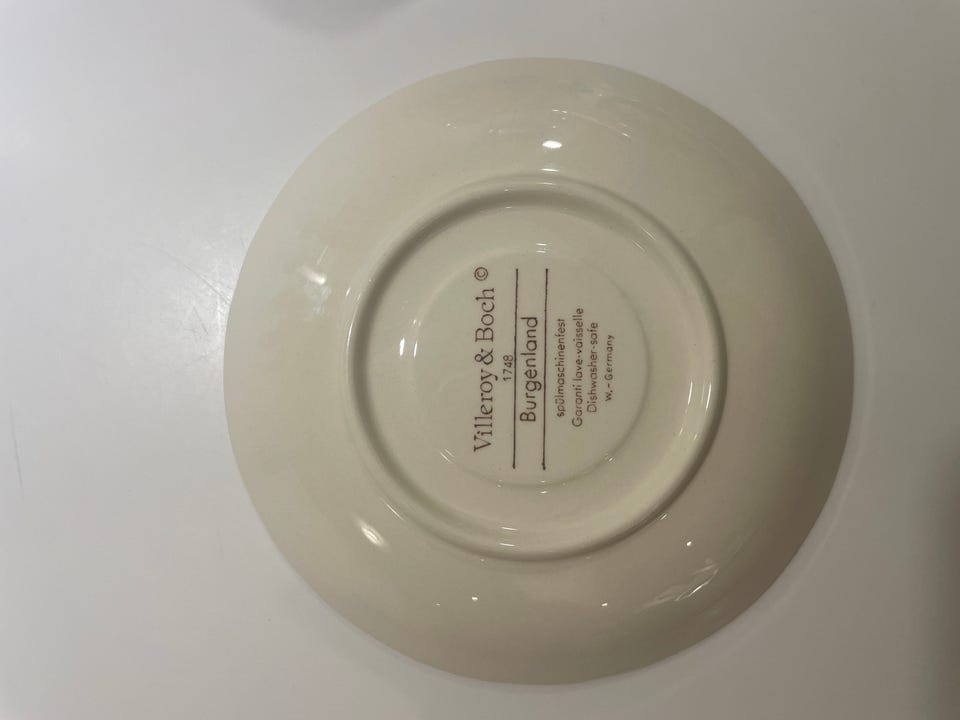 Villeroy & Boch ©
1748
Burgenland
spülmaschinenfest
Garanti lave-vaisselle
Dishwasher-safe
W.-Germany